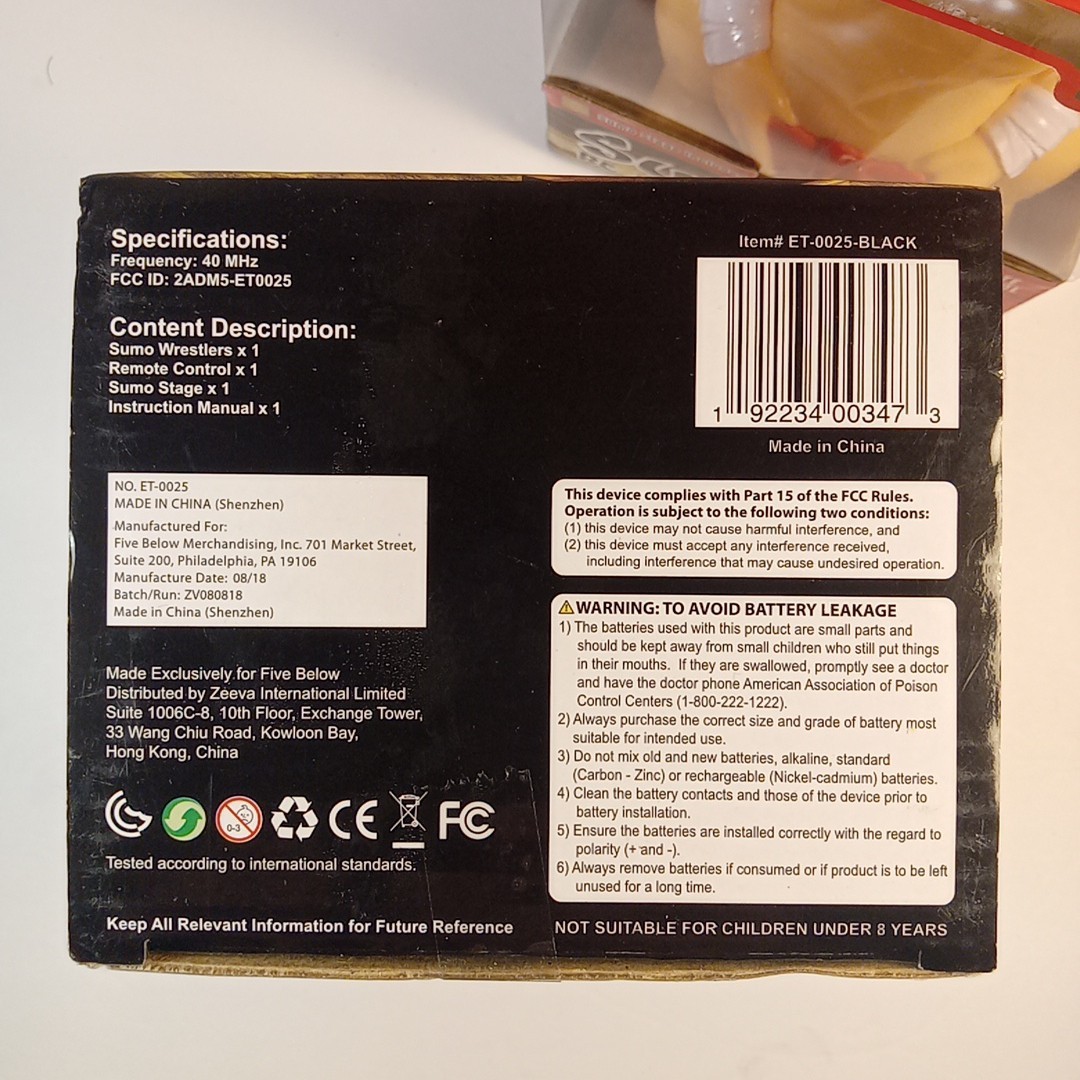 Specifications:
Frequency: 40 MHz
FCC ID: 2ADM5-ET0025
Content Description:
Sumo Wrestlers x 1
Remote Control x 1
Sumo Stage x 1
Instruction Manual x 1
NO. ET-0025
MADE IN CHINA (Shenzhen)
Manufactured For:
Five Below Merchandising, Inc. 701 Market Street,
Suite 200, Philadelphia, PA 19106
Manufacture Date: 08/18
Batch/Run: ZV080818
Made in China (Shenzhen)
Made Exclusively for Five Below
Distributed by Zeeva International Limited
Suite 1006C-8, 10th Floor, Exchange Tower,
33 Wang Chiu Road, Kowloon Bay,
Hong Kong, China
0-3
CE
FC
Tested according to international standards.
Keep All Relevant Information for Future Reference
Item# ET-0025-BLACK
1 92234 00347 3
Made in China
This device complies with Part 15 of the FCC Rules.
Operation is subject to the following two conditions:
(1) this device may not cause harmful interference, and
(2) this device must accept any interference received,
including interference that may cause undesired operation.
WARNING: TO AVOID BATTERY LEAKAGE
1) The batteries used with this product are small parts and
should be kept away from small children who still put things
in their mouths. If they are swallowed, promptly see a doctor
and have the doctor phone American Association of Poison
Control Centers (1-800-222-1222).
2) Always purchase the correct size and grade of battery most
suitable for intended use.
3) Do not mix old and new batteries, alkaline, standard
(Carbon - Zinc) or rechargeable (Nickel-cadmium) batteries.
4) Clean the battery contacts and those of the device prior to
battery installation.
5) Ensure the batteries are installed correctly with the regard to
polarity (+ and -).
6) Always remove batteries if consumed or if product is to be left
unused for a long time.
NOT SUITABLE FOR CHILDREN UNDER 8 YEARS